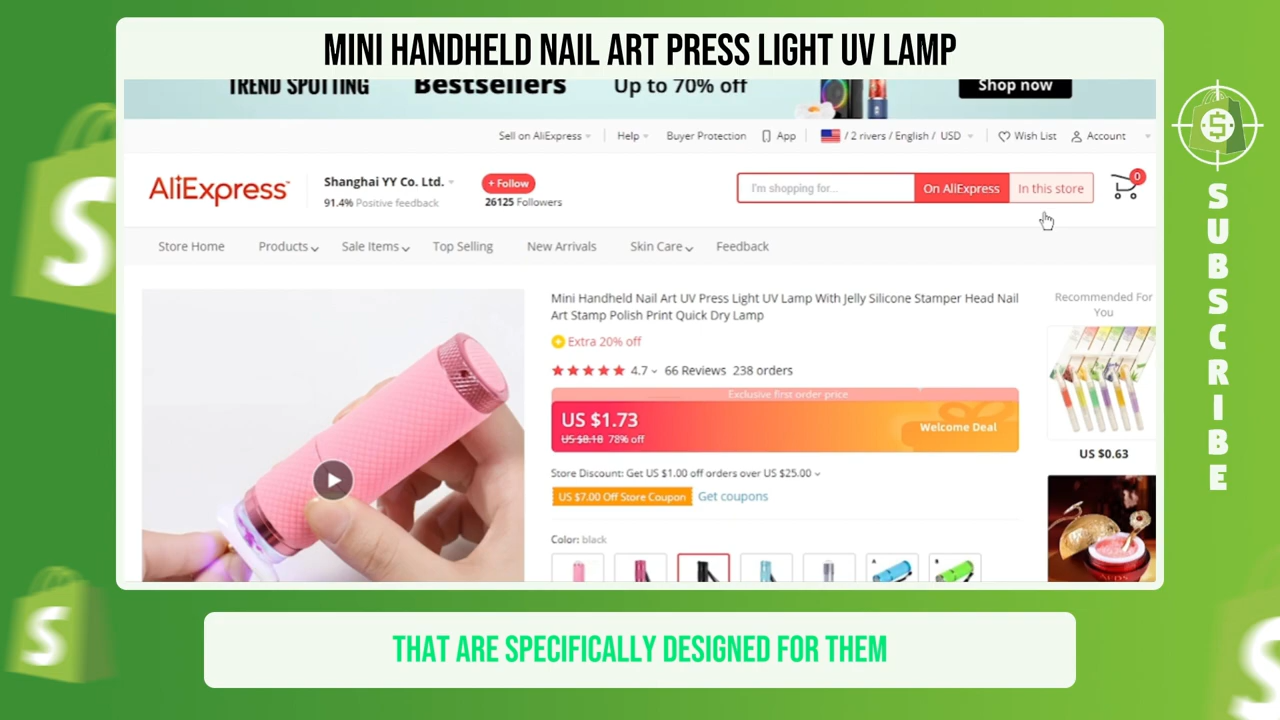 MINI HANDHELD NAIL ART PRESS LIGHT UV LAMP
TREND SPOTTING Bestsellers Up to 70% off Shop now
Sell on AliExpress Help Buyer Protection App / 2 rivers / English / USD Wish List Account
AliExpress Shanghai YY Co. Ltd. + Follow I'm shopping for... On AliExpress In this store 0
91.4% Positive feedback 26125 Followers
Store Home Products Sale Items Top Selling New Arrivals Skin Care Feedback
Mini Handheld Nail Art UV Press Light UV Lamp With Jelly Silicone Stamper Head Nail
Art Stamp Polish Print Quick Dry Lamp
Extra 20% off
4.7 66 Reviews 238 orders
Exclusive first order price
US $1.73
US $8.18 78% off
Welcome Deal
Store Discount: Get US $1.00 off orders over US $25.00
US $7.00 Off Store Coupon Get coupons
Color: black
A B
Recommended For
You
US $0.63
THAT ARE SPECIFICALLY DESIGNED FOR THEM
$
SUBSCRIBE
S
S